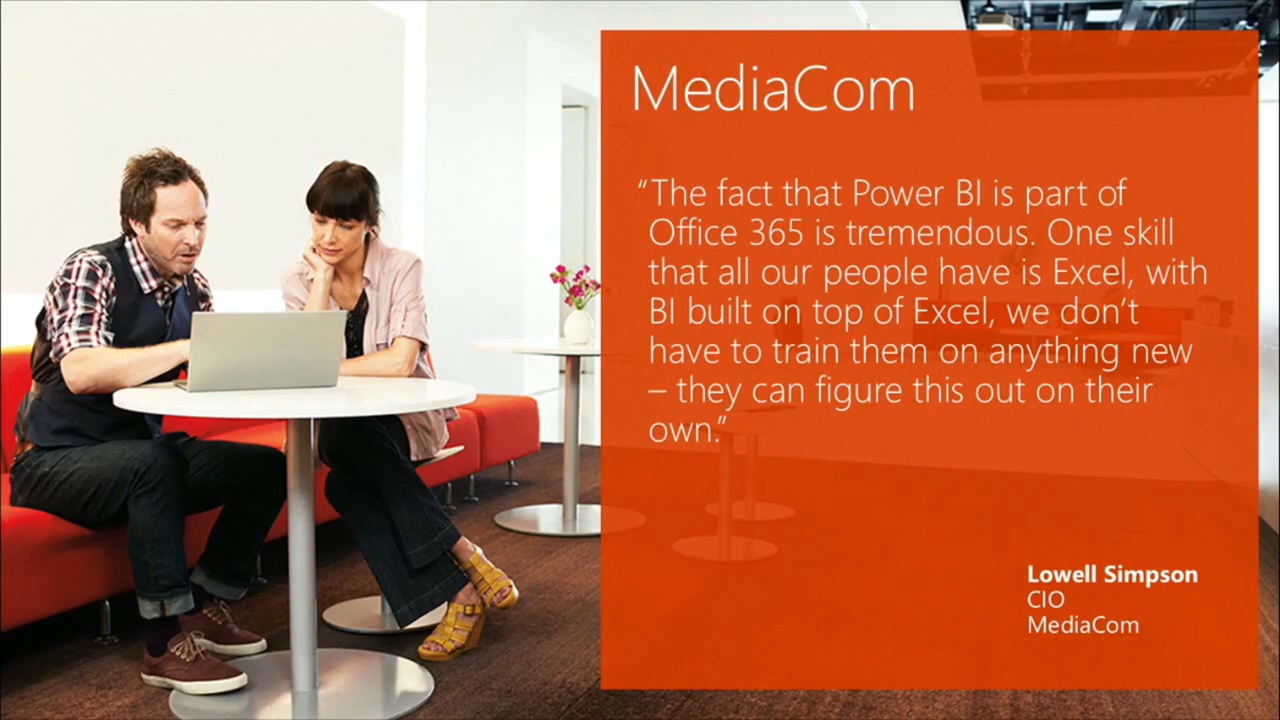 MediaCom
“The fact that Power BI is part of
Office 365 is tremendous. One skill
that all our people have is Excel, with
BI built on top of Excel, we don’t
have to train them on anything new
– they can figure this out on their
own.”
Lowell Simpson
CIO
MediaCom